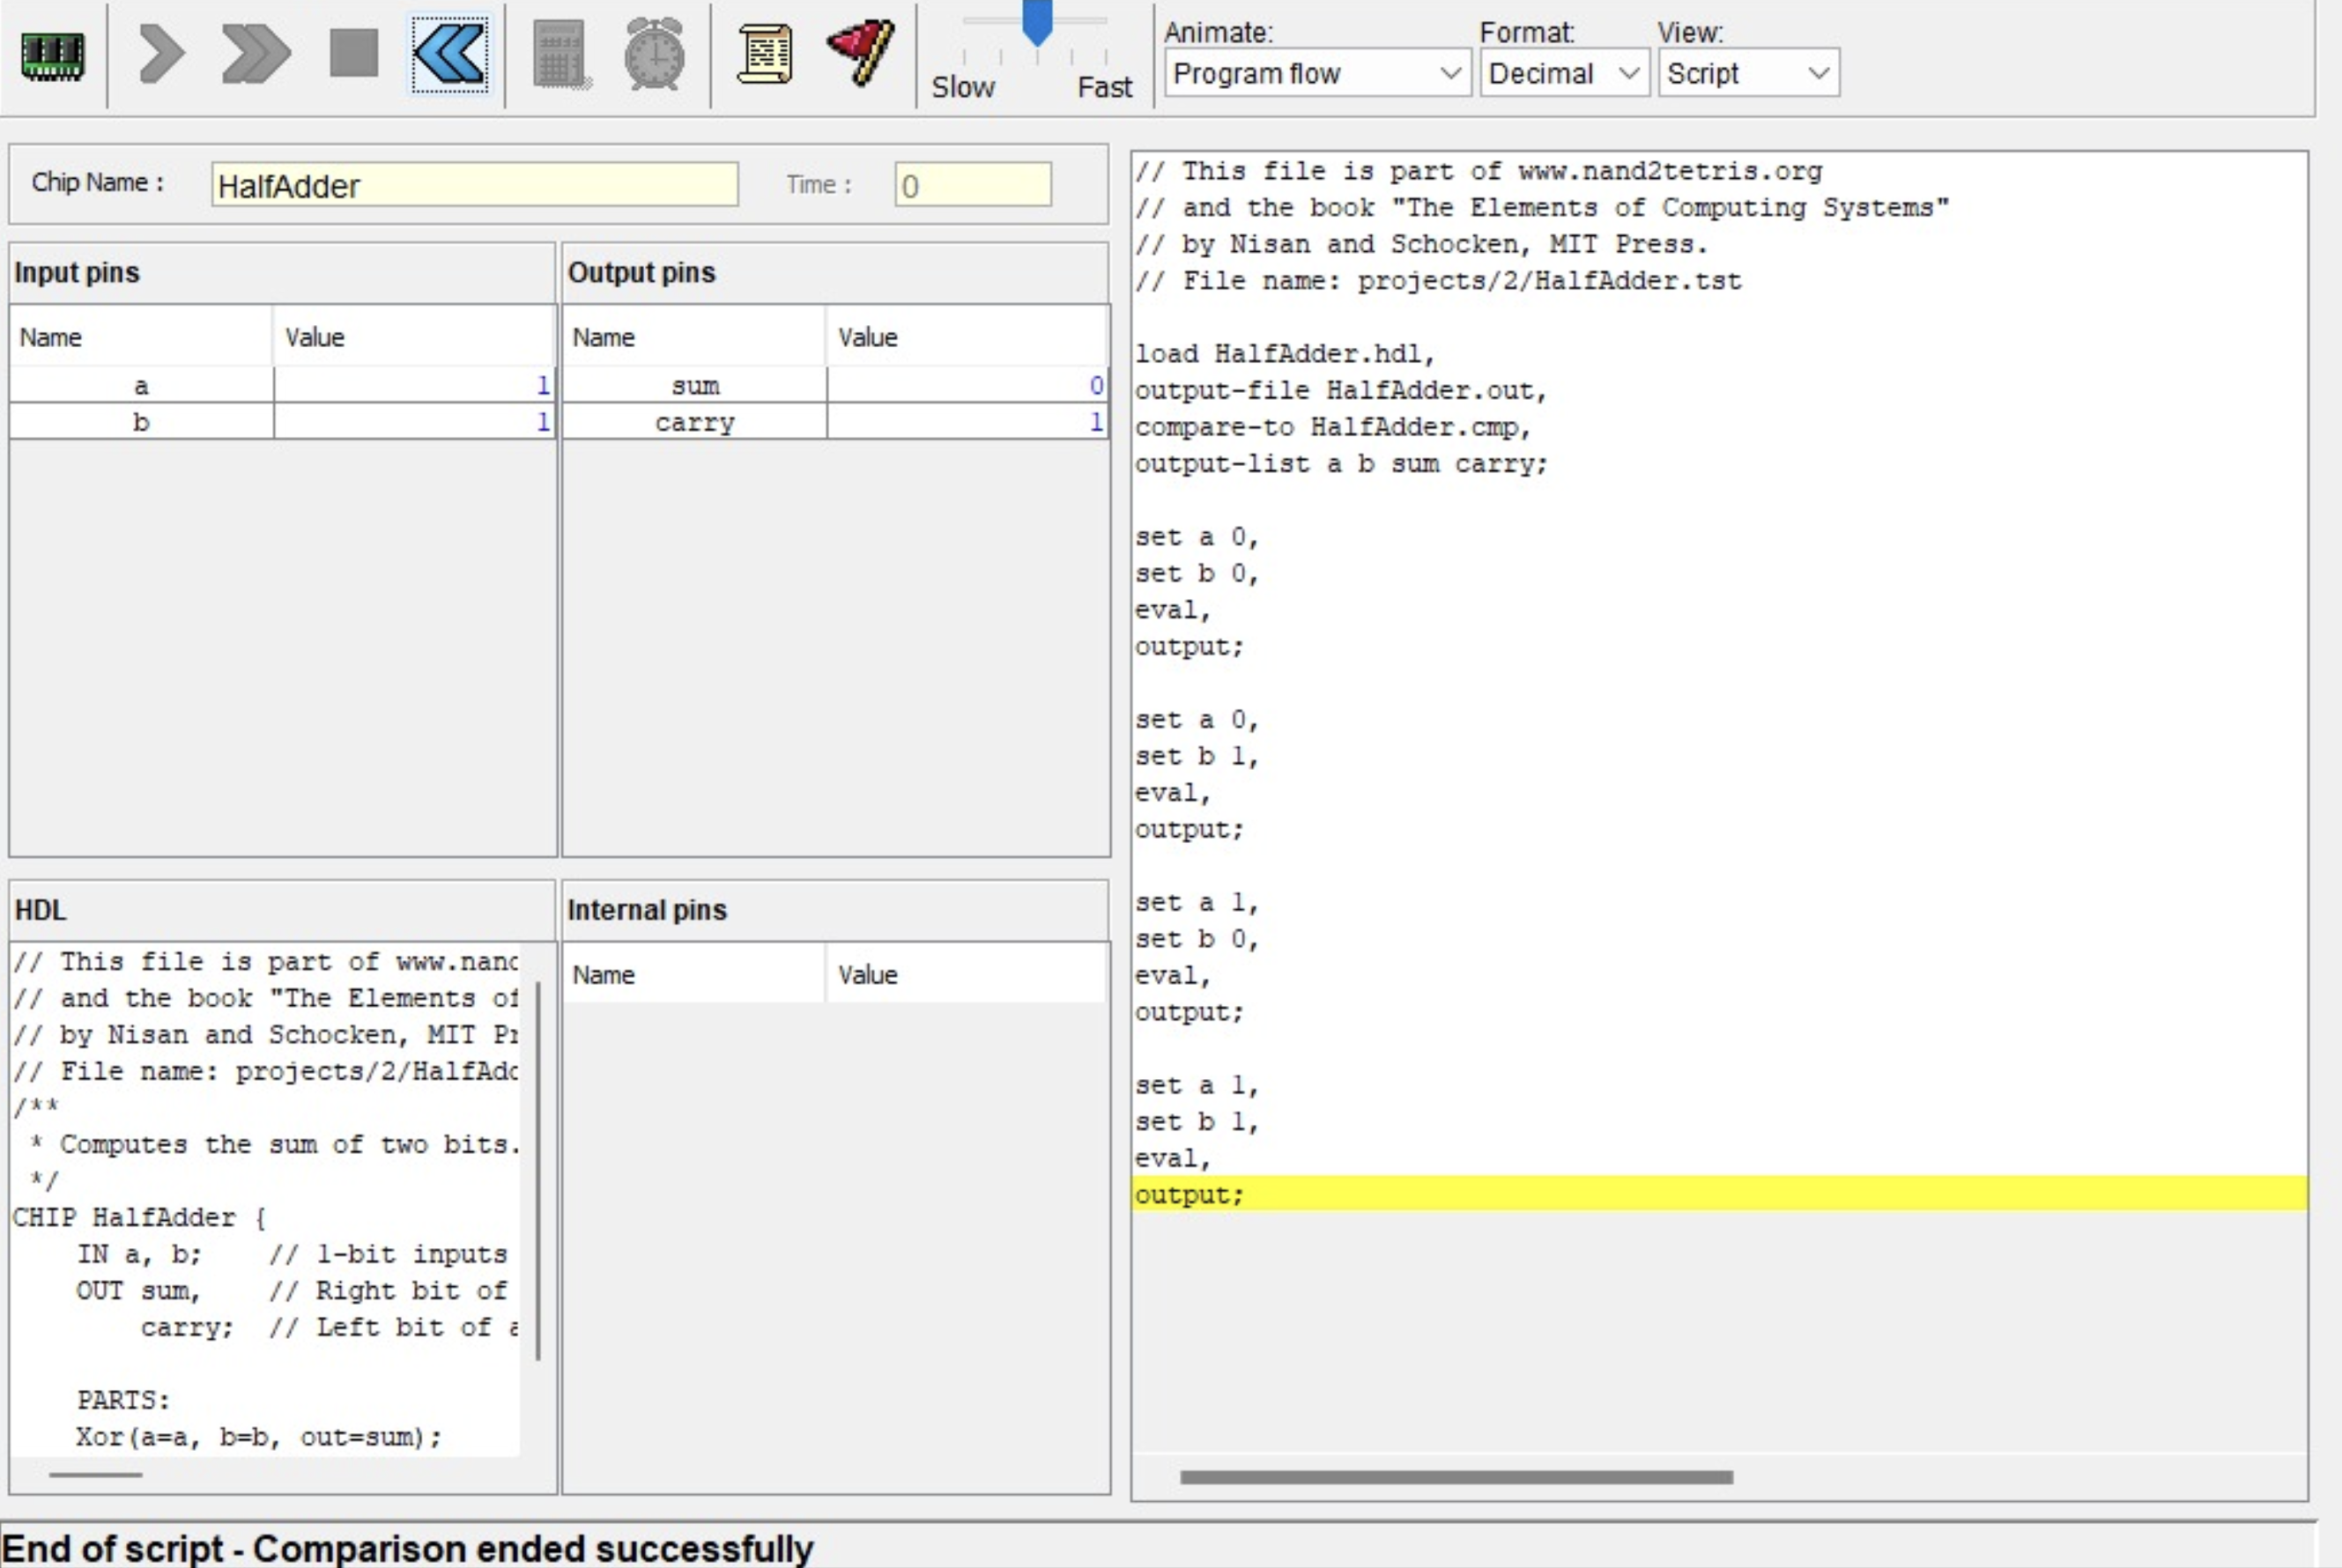 Slow Fast
Animate: Format: View:
Program flow Decimal Script
Chip Name : HalfAdder Time : 0
Input pins
Name Value
a 1
b 1
Output pins
Name Value
sum 0
carry 1
HDL
// This file is part of www.nand
// and the book "The Elements of
// by Nisan and Schocken, MIT Pr
// File name: projects/2/HalfAdd
/**
* Computes the sum of two bits.
*/
CHIP HalfAdder {
IN a, b; // 1-bit inputs
OUT sum, // Right bit of
carry; // Left bit of a
PARTS:
Xor(a=a, b=b, out=sum);
Internal pins
Name Value
// This file is part of www.nand2tetris.org
// and the book "The Elements of Computing Systems"
// by Nisan and Schocken, MIT Press.
// File name: projects/2/HalfAdder.tst
load HalfAdder.hdl,
output-file HalfAdder.out,
compare-to HalfAdder.cmp,
output-list a b sum carry;
set a 0,
set b 0,
eval,
output;
set a 0,
set b 1,
eval,
output;
set a 1,
set b 0,
eval,
output;
set a 1,
set b 1,
eval,
output;
End of script - Comparison ended successfully